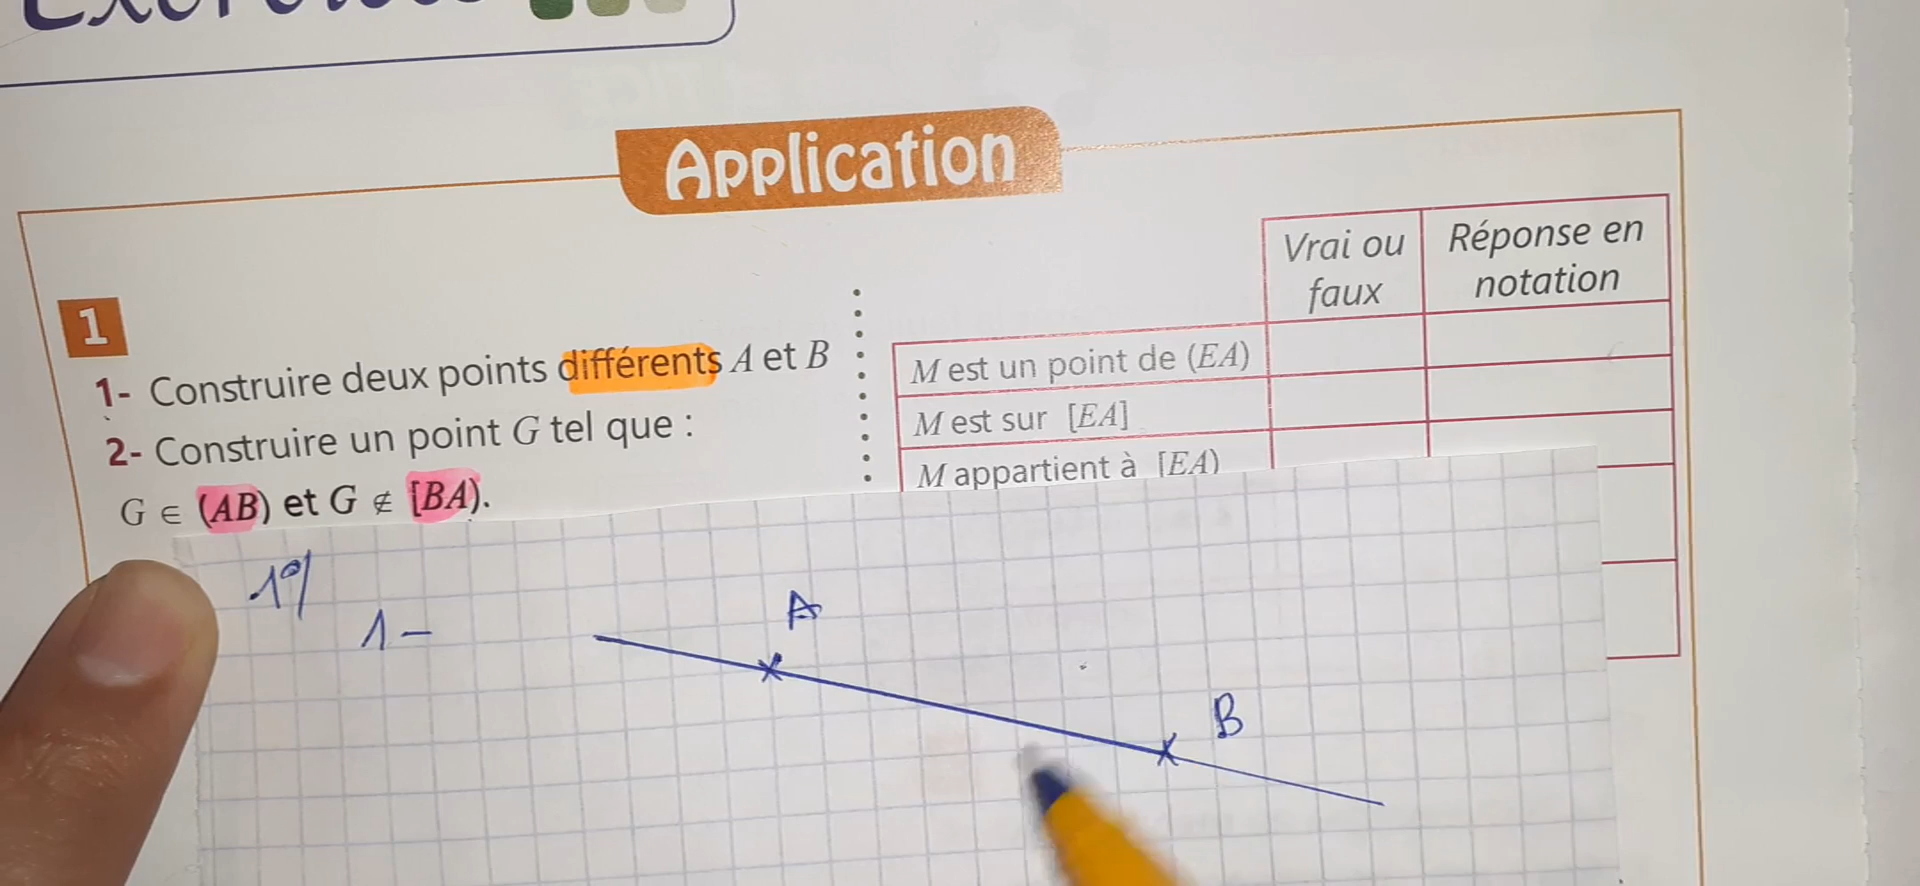 Application
1
1- Construire deux points différents A et B
2- Construire un point G tel que :
G ∈ (AB) et G ∉ [BA).
Vrai ou faux
Réponse en notation
M est un point de (EA)
M est sur [EA]
M appartient à [EA)
1°/
1-
A
B